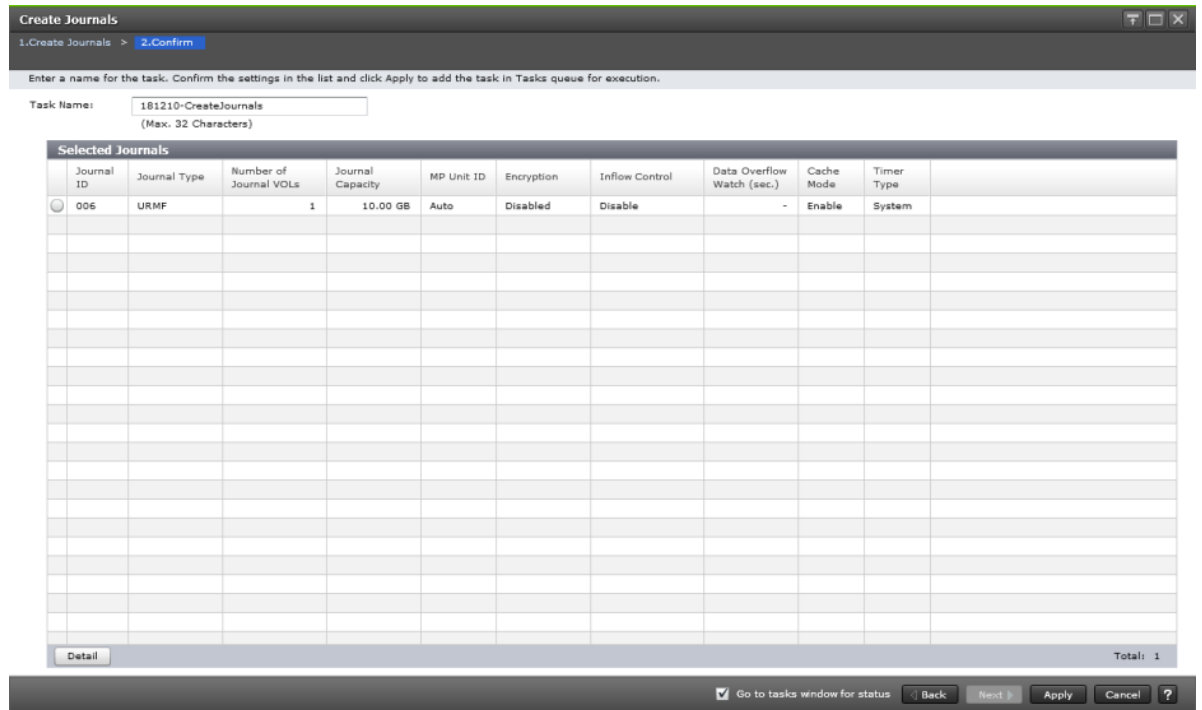 Create Journals
1.Create Journals > 2.Confirm
Enter a name for the task. Confirm the settings in the list and click Apply to add the task in Tasks queue for execution.
Task Name: 181210-CreateJournals
(Max. 32 Characters)
Selected Journals
Journal ID Journal Type Number of Journal VOLs Journal Capacity MP Unit ID Encryption Inflow Control Data Overflow Watch (sec.) Cache Mode Timer Type
006 URMF 1 10.00 GB Auto Disabled Disable - Enable System
Detail Total: 1
Go to tasks window for status Back Next Apply Cancel ?